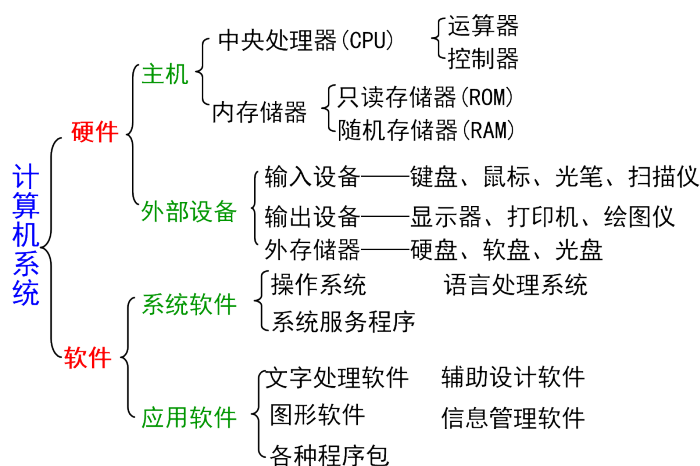 计算机系统
硬件
主机
中央处理器(CPU)
运算器
控制器
内存储器
只读存储器(ROM)
随机存储器(RAM)
外部设备
输入设备——键盘、鼠标、光笔、扫描仪
输出设备——显示器、打印机、绘图仪
外存储器——硬盘、软盘、光盘
软件
系统软件
操作系统 语言处理系统
系统服务程序
应用软件
文字处理软件 辅助设计软件
图形软件 信息管理软件
各种程序包